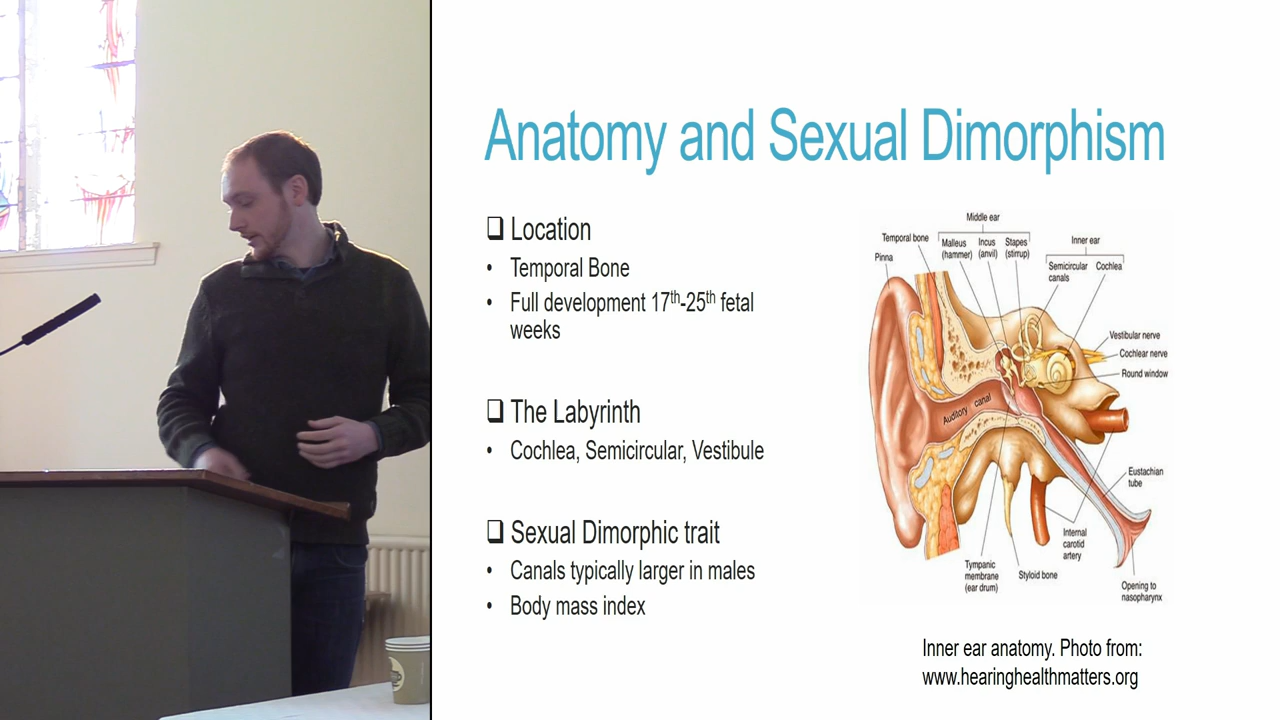 Anatomy and Sexual Dimorphism
❑ Location
• Temporal Bone
• Full development 17th-25th fetal
weeks
❑ The Labyrinth
• Cochlea, Semicircular, Vestibule
❑ Sexual Dimorphic trait
• Canals typically larger in males
• Body mass index
Middle ear
Temporal bone
Malleus
(hammer)
Incus
(anvil)
Stapes
(stirrup)
Inner ear
Pinna
Semicircular
canals
Cochlea
Vestibular nerve
Cochlear nerve
Round window
Auditory canal
Eustachian
tube
Internal
carotid
artery
Tympanic
membrane
(ear drum)
Styloid bone
Opening to
nasopharynx
Inner ear anatomy. Photo from:
www.hearinghealthmatters.org